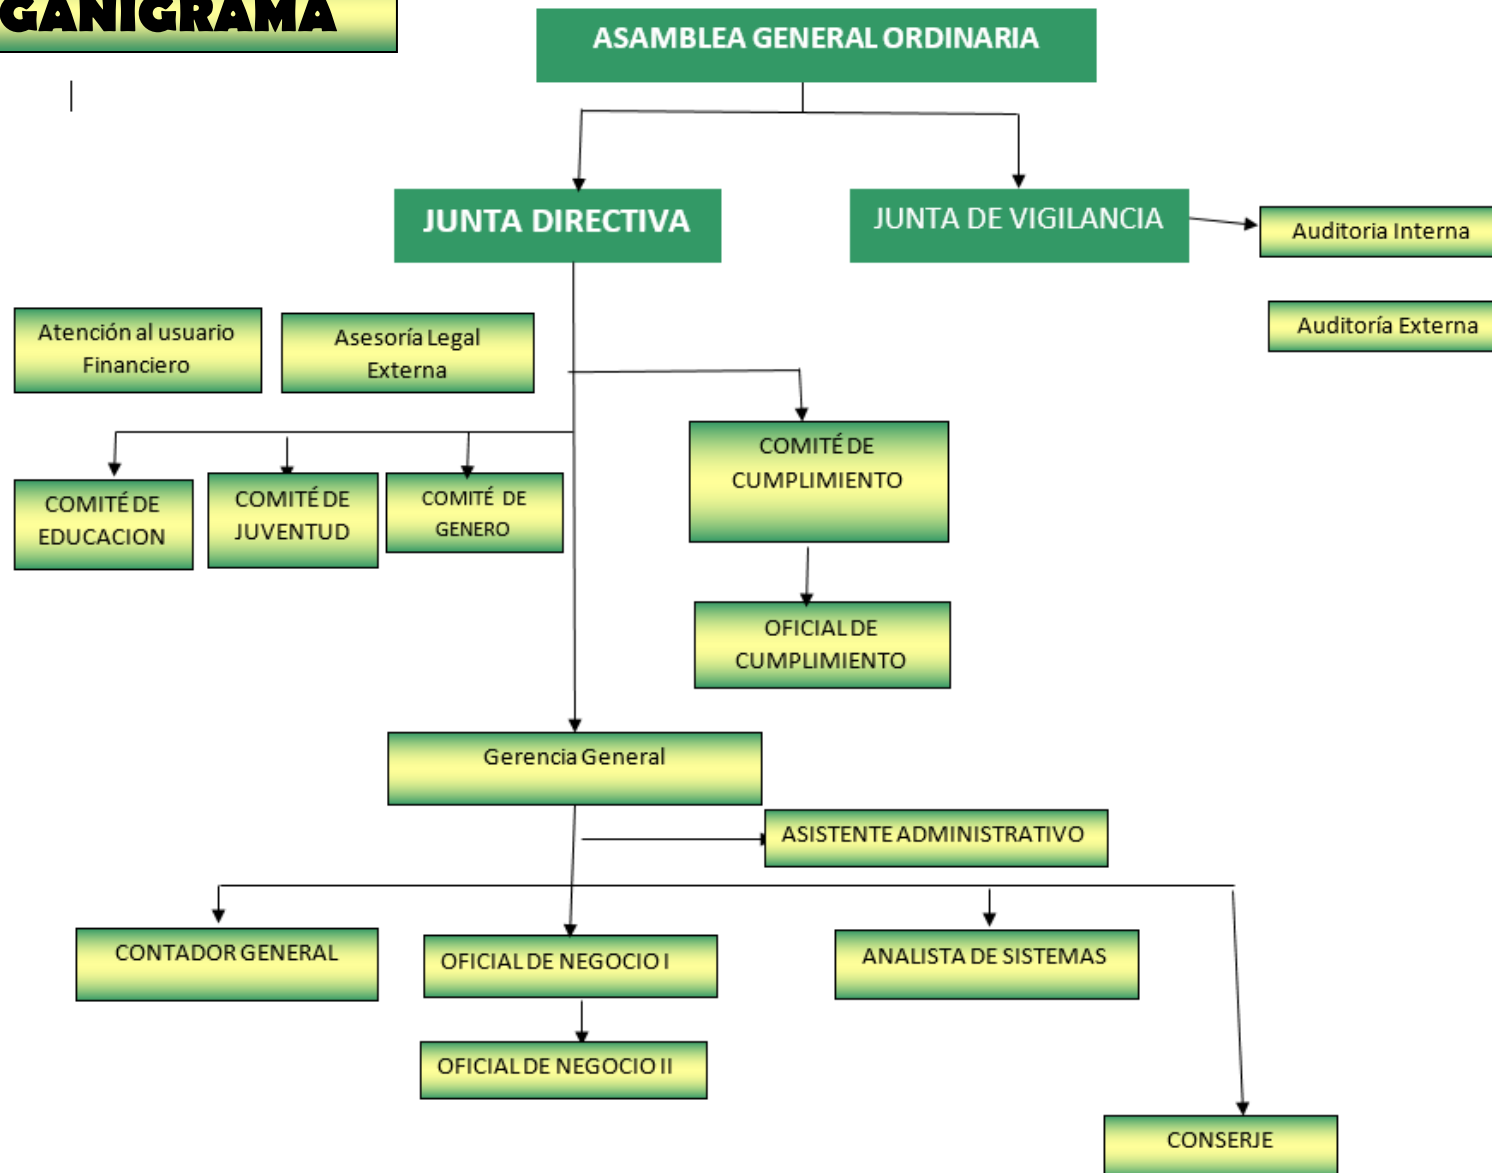 GANIGRAMA
ASAMBLEA GENERAL ORDINARIA
JUNTA DIRECTIVA
JUNTA DE VIGILANCIA
Auditoria Interna
Auditoría Externa
Atención al usuario
Financiero
Asesoría Legal
Externa
COMITÉ DE
CUMPLIMIENTO
COMITÉ DE
EDUCACION
COMITÉ DE
JUVENTUD
COMITÉ DE
GENERO
OFICIAL DE
CUMPLIMIENTO
Gerencia General
ASISTENTE ADMINISTRATIVO
CONTADOR GENERAL
OFICIAL DE NEGOCIO I
ANALISTA DE SISTEMAS
OFICIAL DE NEGOCIO II
CONSERJE